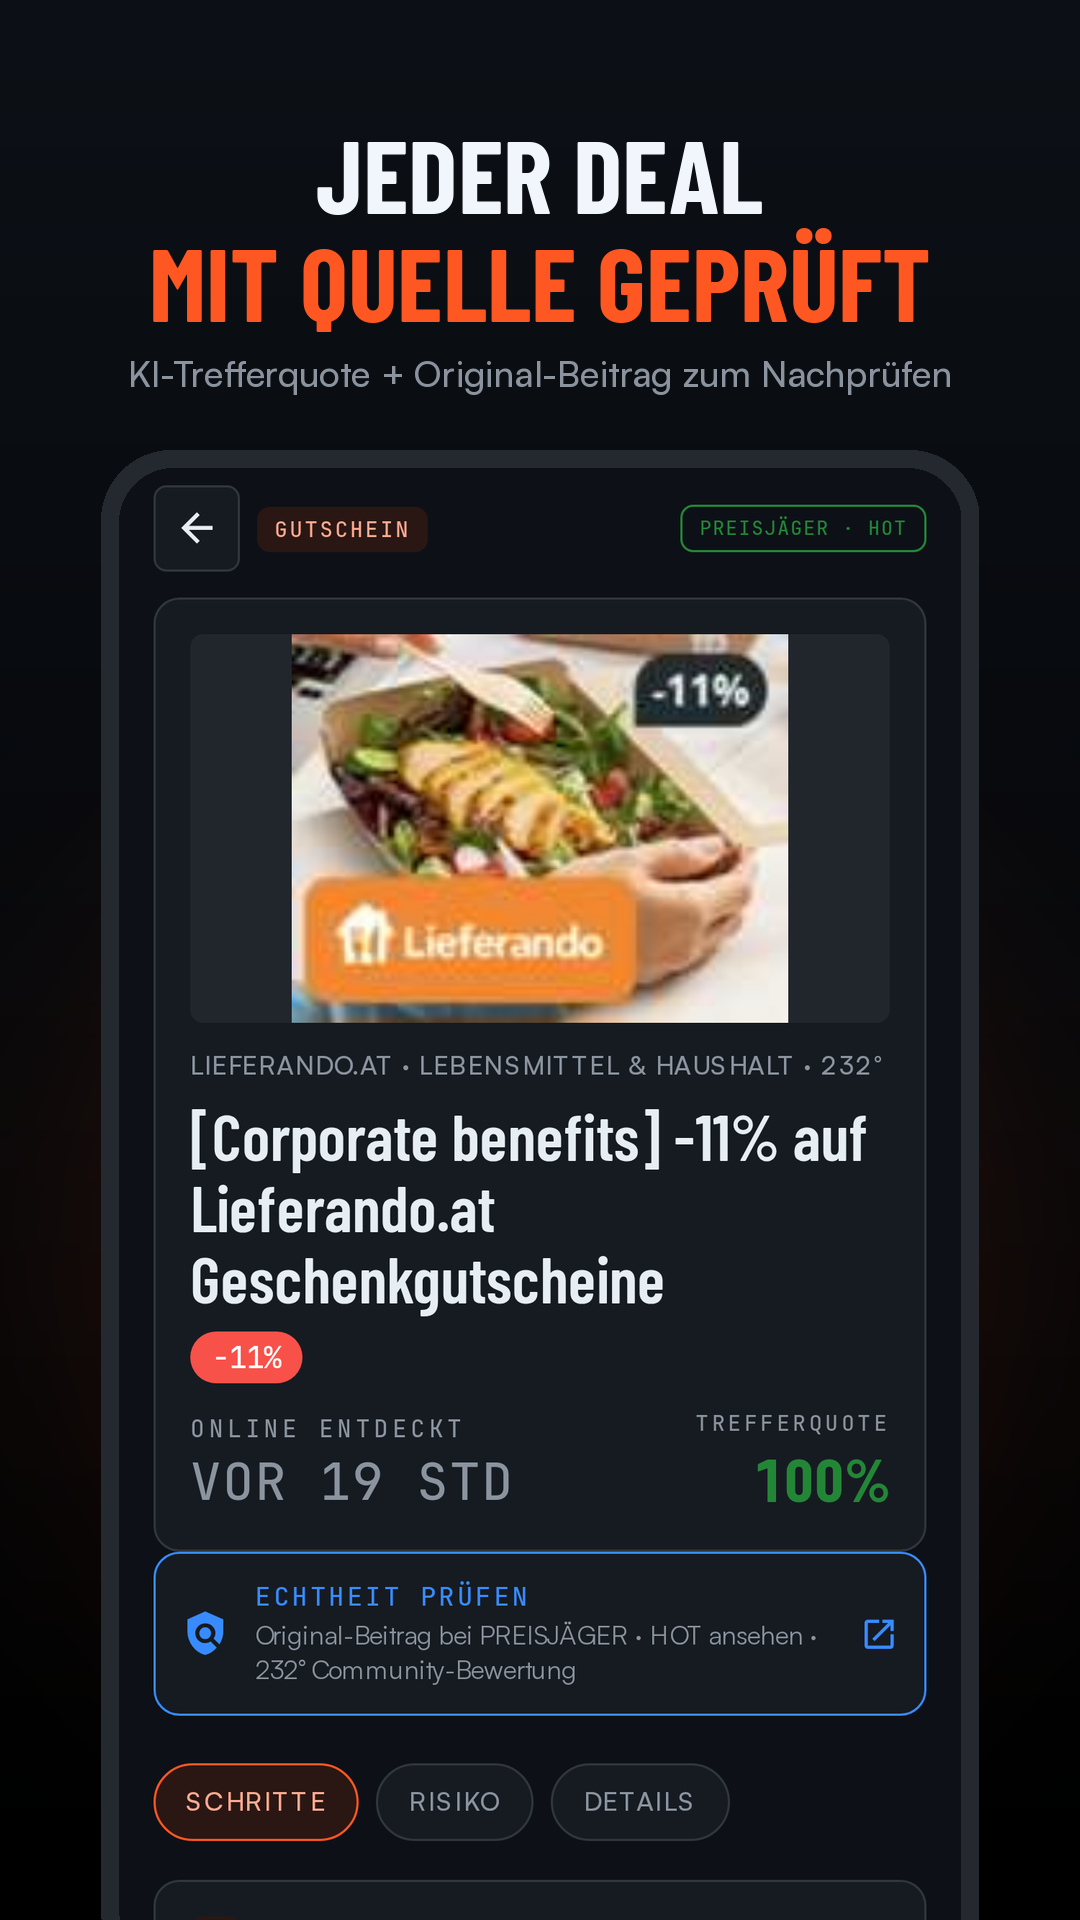 JEDER DEAL
MIT QUELLE GEPRÜFT
KI-Trefferquote + Original-Beitrag zum Nachprüfen
GUTSCHEIN
PREISJÄGER · HOT
-11%
Lieferando
LIEFERANDO.AT · LEBENSMITTEL & HAUSHALT · 232°
[Corporate benefits] -11% auf
Lieferando.at
Geschenkgutscheine
-11%
ONLINE ENTDECKT
TREFFERQUOTE
VOR 19 STD
100%
ECHTHEIT PRÜFEN
Original-Beitrag bei PREISJÄGER · HOT ansehen ·
232° Community-Bewertung
SCHRITTE
RISIKO
DETAILS